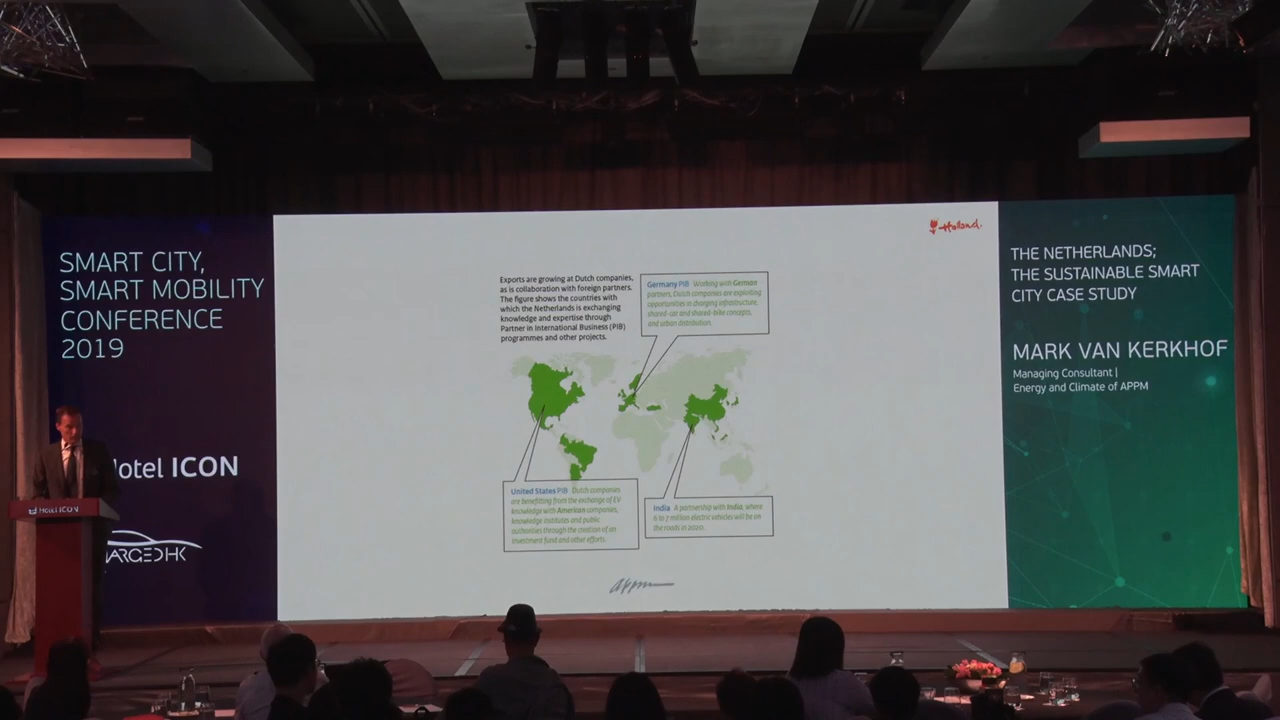 SMART CITY,
SMART MOBILITY
CONFERENCE
2019
Hotel ICON
Hotel ICON
ARGEDHK
Holland.
Exports are growing at Dutch companies,
as is collaboration with foreign partners.
The figure shows the countries with
which the Netherlands is exchanging
knowledge and expertise through
Partner in International Business (PIB)
programmes and other projects.
Germany PIB Working with German
partners, Dutch companies are exploiting
opportunities in charging infrastructure,
shared-car and shared-bike concepts,
and urban distribution.
United States PIB Dutch companies
are benefitting from the exchange of EV
knowledge with American companies,
knowledge institutes and public
authorities through the creation of an
investment fund and other efforts.
India A partnership with India, where
6 to 7 million electric vehicles will be on
the roads in 2020.
appm
THE NETHERLANDS;
THE SUSTAINABLE SMART
CITY CASE STUDY
MARK VAN KERKHOF
Managing Consultant |
Energy and Climate of APPM